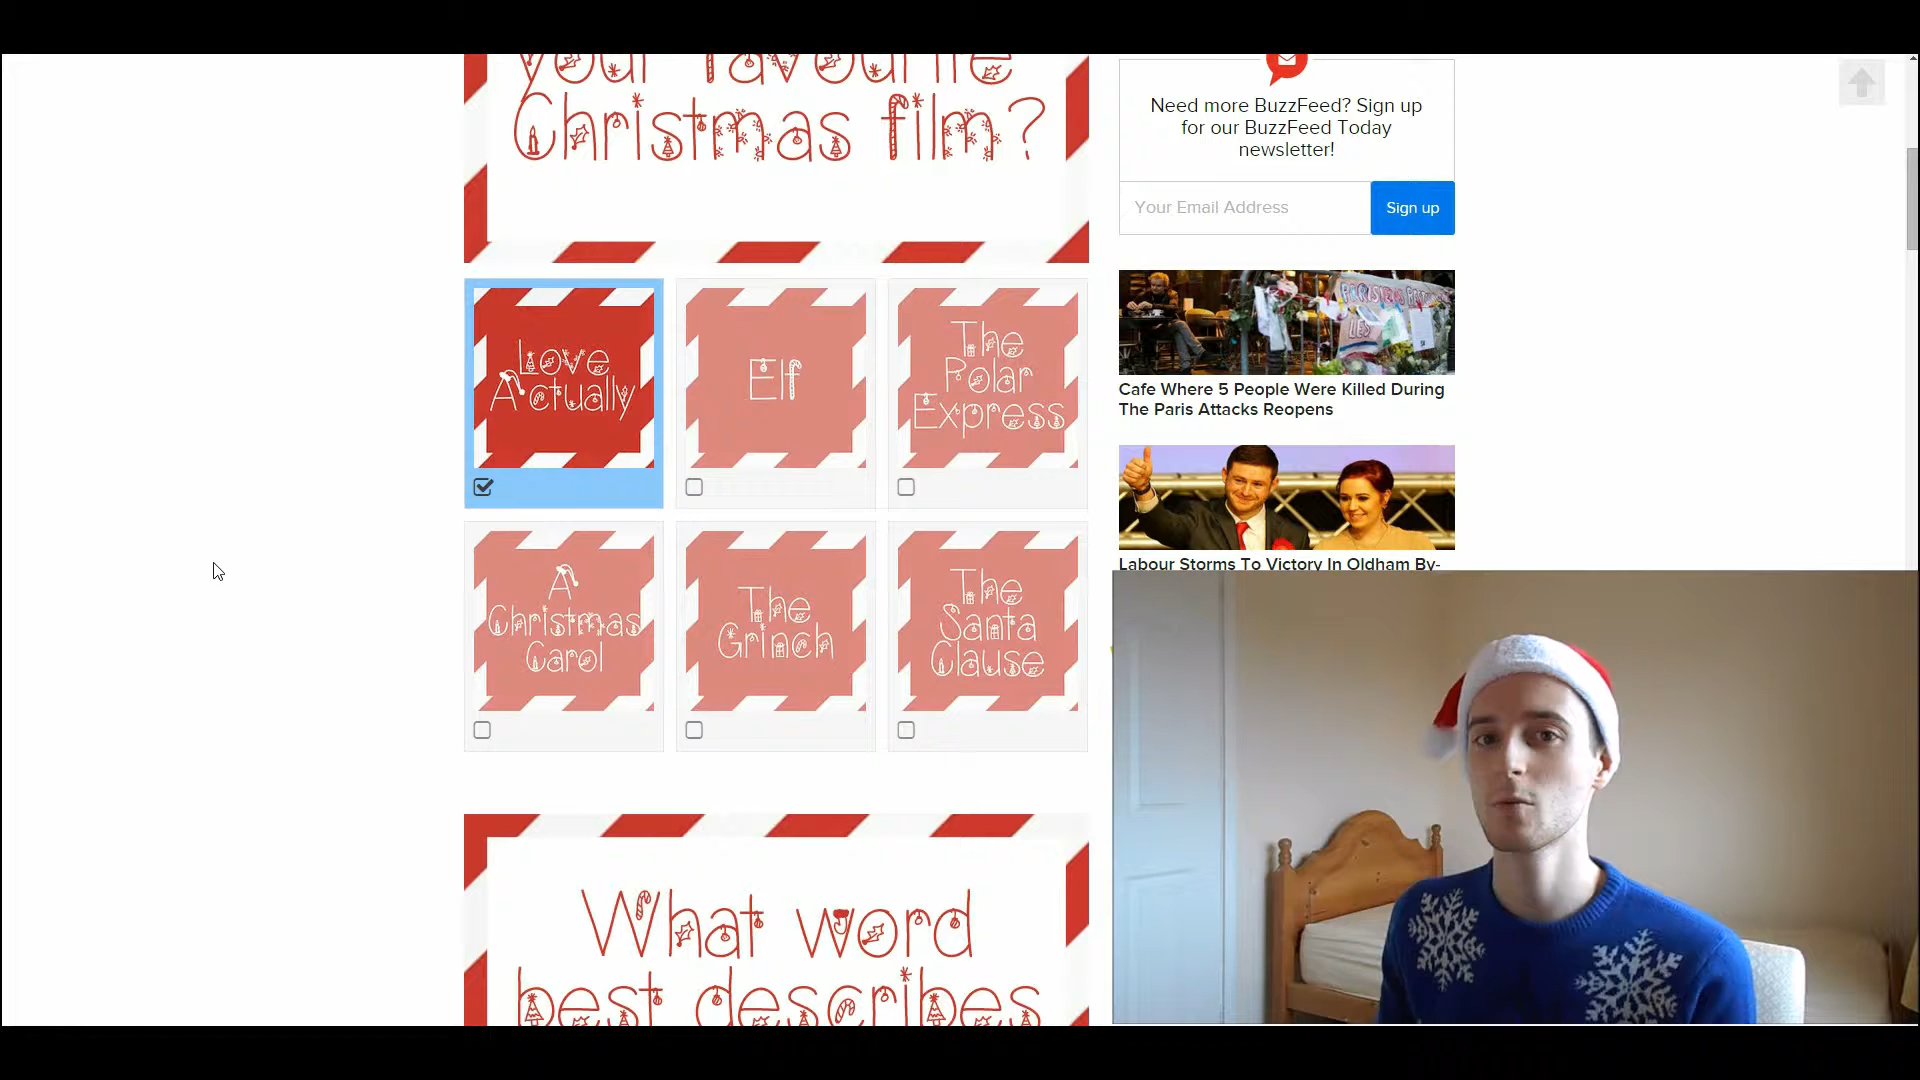 your favourite
Christmas film?
Love
Actually
Elf
The
Polar
Express
A
Christmas
Carol
The
Grinch
The
Santa
Clause
What word
best describes
Need more BuzzFeed? Sign up
for our BuzzFeed Today
newsletter!
Your Email Address
Sign up
Cafe Where 5 People Were Killed During
The Paris Attacks Reopens
Labour Storms To Victory In Oldham By-